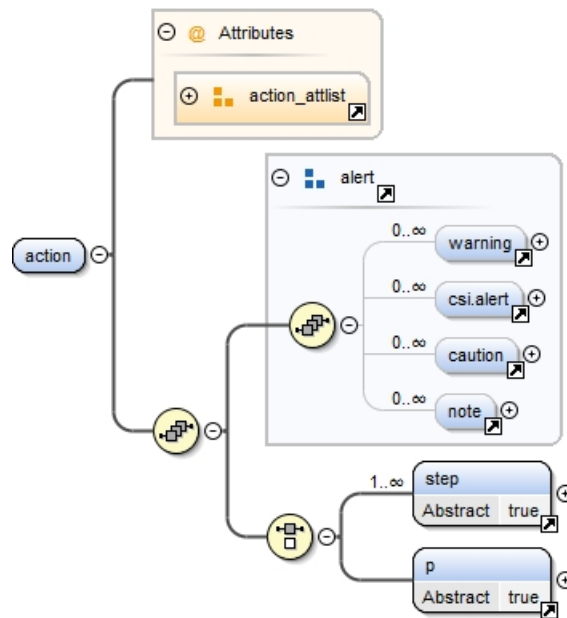 @ Attributes
action_attlist
alert
0..∞
warning
action
0..∞
csi.alert
0..∞
caution
0..∞
note
1..∞
step
Abstract true
p
Abstract true